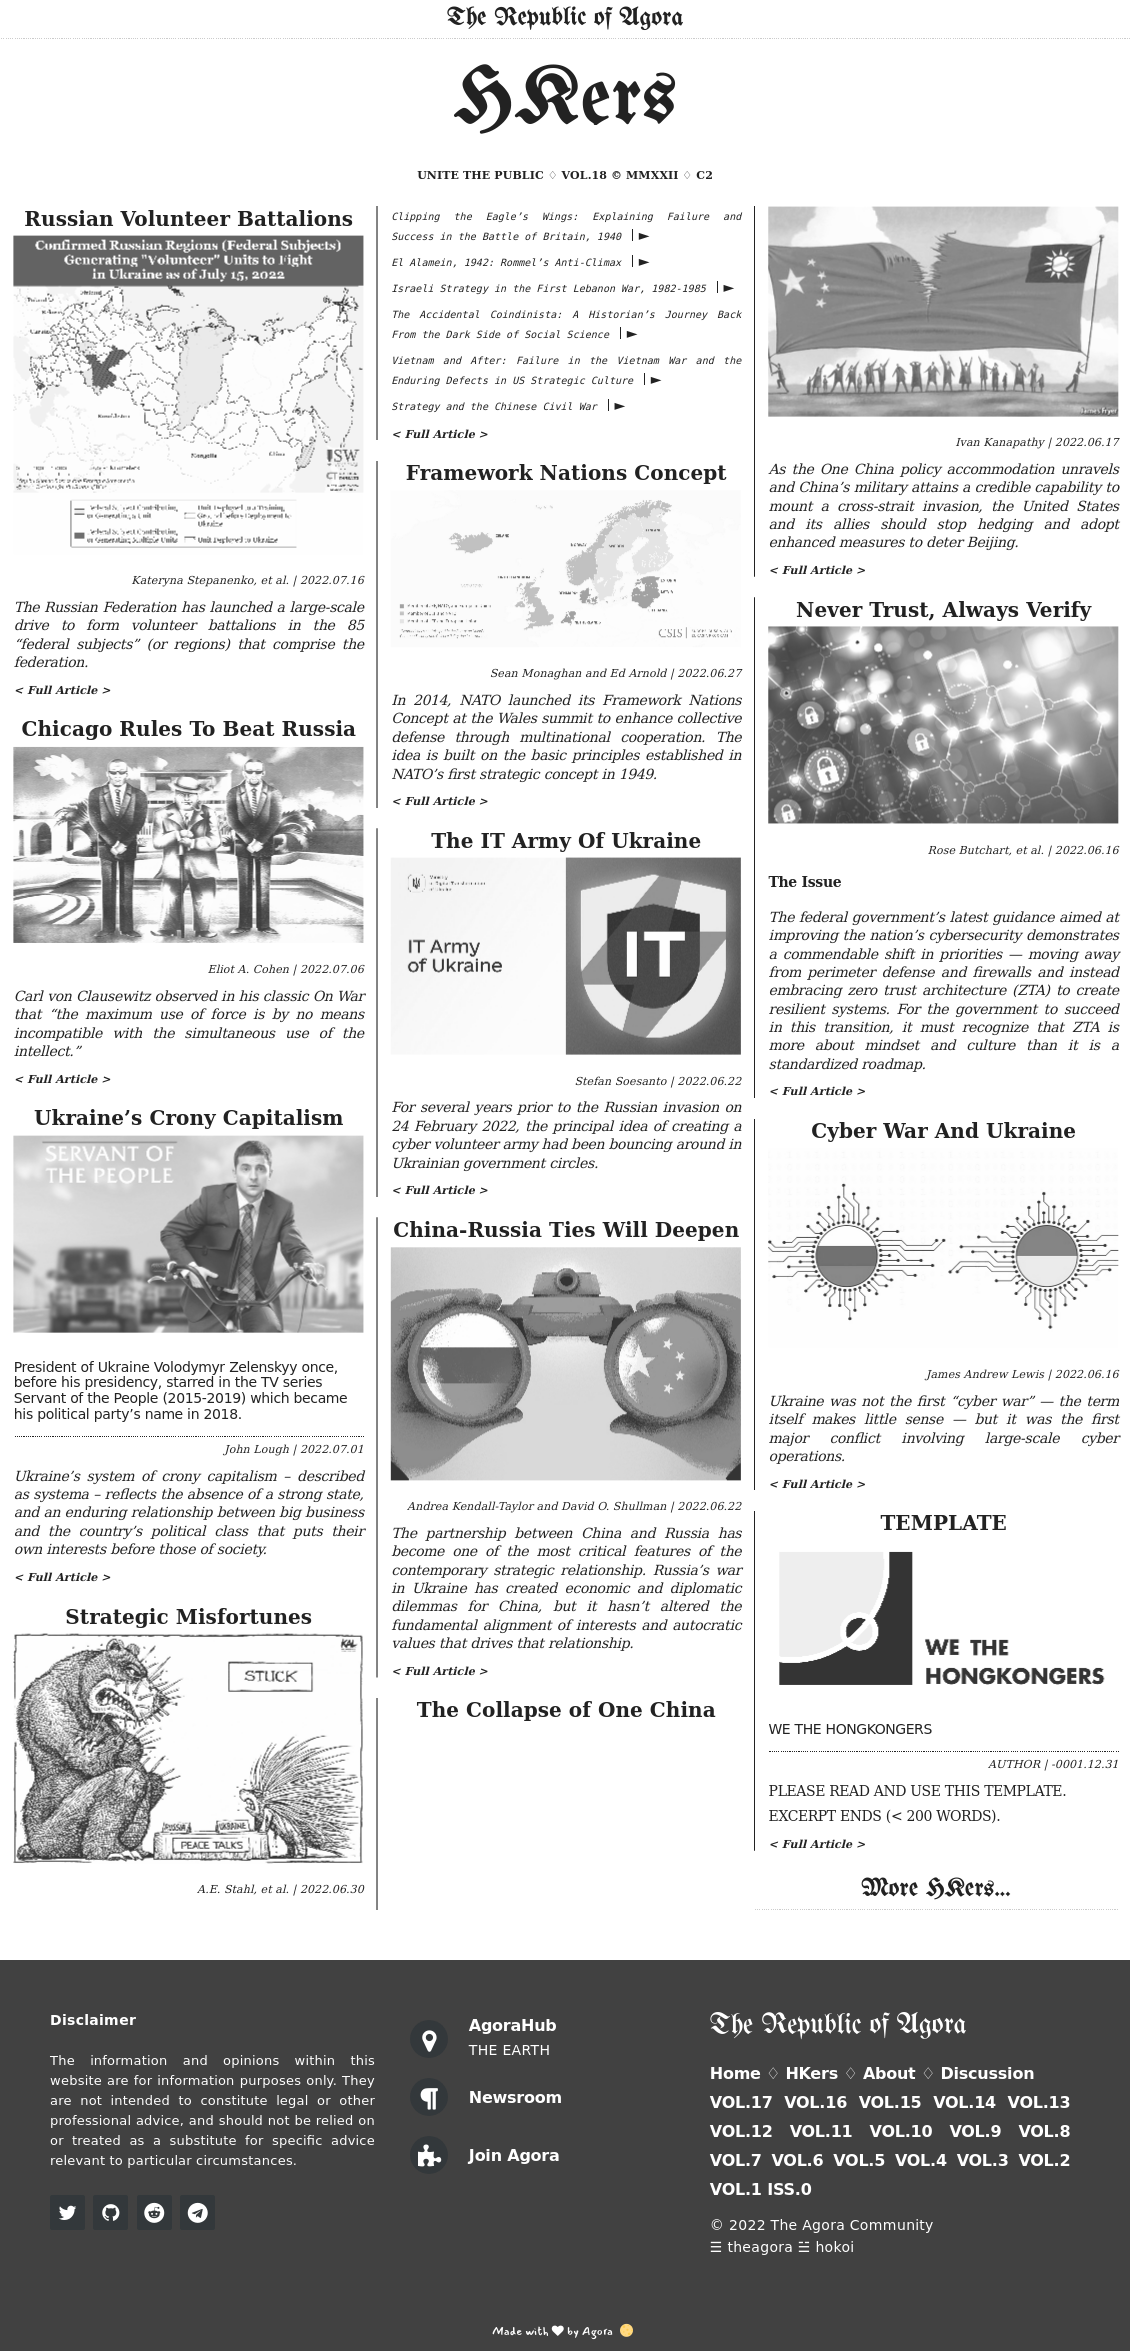 The Republic of Agora
HKers
UNITE THE PUBLIC ♢ VOL.18 © MMXXII ♢ C2
Russian Volunteer Battalions
Confirmed Russian Regions (Federal Subjects)
Generating "Volunteer" Units to Fight
in Ukraine as of July 15, 2022
Kateryna Stepanenko, et al. | 2022.07.16
The Russian Federation has launched a large-scale
drive to form volunteer battalions in the 85
“federal subjects” (or regions) that comprise the
federation.
< Full Article >
Chicago Rules To Beat Russia
Eliot A. Cohen | 2022.07.06
Carl von Clausewitz observed in his classic On War
that “the maximum use of force is by no means
incompatible with the simultaneous use of the
intellect.”
< Full Article >
Ukraine’s Crony Capitalism
SERVANT OF
THE PEOPLE
President of Ukraine Volodymyr Zelenskyy once,
before his presidency, starred in the TV series
Servant of the People (2015-2019) which became
his political party’s name in 2018.
John Lough | 2022.07.01
Ukraine’s system of crony capitalism – described
as systema – reflects the absence of a strong state,
and an enduring relationship between big business
and the country’s political class that puts their
own interests before those of society.
< Full Article >
Strategic Misfortunes
KAL
STUCK
RUSSIA
UKRAINE
PEACE TALKS
A.E. Stahl, et al. | 2022.06.30
Clipping the Eagle’s Wings: Explaining Failure and
Success in the Battle of Britain, 1940
El Alamein, 1942: Rommel’s Anti-Climax
Israeli Strategy in the First Lebanon War, 1982-1985
The Accidental Coindinista: A Historian’s Journey Back
From the Dark Side of Social Science
Vietnam and After: Failure in the Vietnam War and the
Enduring Defects in US Strategic Culture
Strategy and the Chinese Civil War
< Full Article >
Framework Nations Concept
CSIS
Sean Monaghan and Ed Arnold | 2022.06.27
In 2014, NATO launched its Framework Nations
Concept at the Wales summit to enhance collective
defense through multinational cooperation. The
idea is built on the basic principles established in
NATO’s first strategic concept in 1949.
< Full Article >
The IT Army Of Ukraine
IT Army
of Ukraine
IT
Stefan Soesanto | 2022.06.22
For several years prior to the Russian invasion on
24 February 2022, the principal idea of creating a
cyber volunteer army had been bouncing around in
Ukrainian government circles.
< Full Article >
China-Russia Ties Will Deepen
Andrea Kendall-Taylor and David O. Shullman | 2022.06.22
The partnership between China and Russia has
become one of the most critical features of the
contemporary strategic relationship. Russia’s war
in Ukraine has created economic and diplomatic
dilemmas for China, but it hasn’t altered the
fundamental alignment of interests and autocratic
values that drives that relationship.
< Full Article >
The Collapse of One China
James Fryer
Ivan Kanapathy | 2022.06.17
As the One China policy accommodation unravels
and China’s military attains a credible capability to
mount a cross-strait invasion, the United States
and its allies should stop hedging and adopt
enhanced measures to deter Beijing.
< Full Article >
Never Trust, Always Verify
Rose Butchart, et al. | 2022.06.16
The Issue
The federal government’s latest guidance aimed at
improving the nation’s cybersecurity demonstrates
a commendable shift in priorities — moving away
from perimeter defense and firewalls and instead
embracing zero trust architecture (ZTA) to create
resilient systems. For the government to succeed
in this transition, it must recognize that ZTA is
more about mindset and culture than it is a
standardized roadmap.
< Full Article >
Cyber War And Ukraine
James Andrew Lewis | 2022.06.16
Ukraine was not the first “cyber war” — the term
itself makes little sense — but it was the first
major conflict involving large-scale cyber
operations.
< Full Article >
TEMPLATE
WE THE
HONGKONGERS
WE THE HONGKONGERS
AUTHOR | -0001.12.31
PLEASE READ AND USE THIS TEMPLATE.
EXCERPT ENDS (< 200 WORDS).
< Full Article >
More HKers...
Disclaimer
The information and opinions within this
website are for information purposes only. They
are not intended to constitute legal or other
professional advice, and should not be relied on
or treated as a substitute for specific advice
relevant to particular circumstances.
AgoraHub
THE EARTH
Newsroom
Join Agora
The Republic of Agora
Home ♢ HKers ♢ About ♢ Discussion
VOL.17 VOL.16 VOL.15 VOL.14 VOL.13
VOL.12 VOL.11 VOL.10 VOL.9 VOL.8
VOL.7 VOL.6 VOL.5 VOL.4 VOL.3 VOL.2
VOL.1 ISS.0
© 2022 The Agora Community
☰ theagora ☱ hokoi
Made with ♥ by Agora